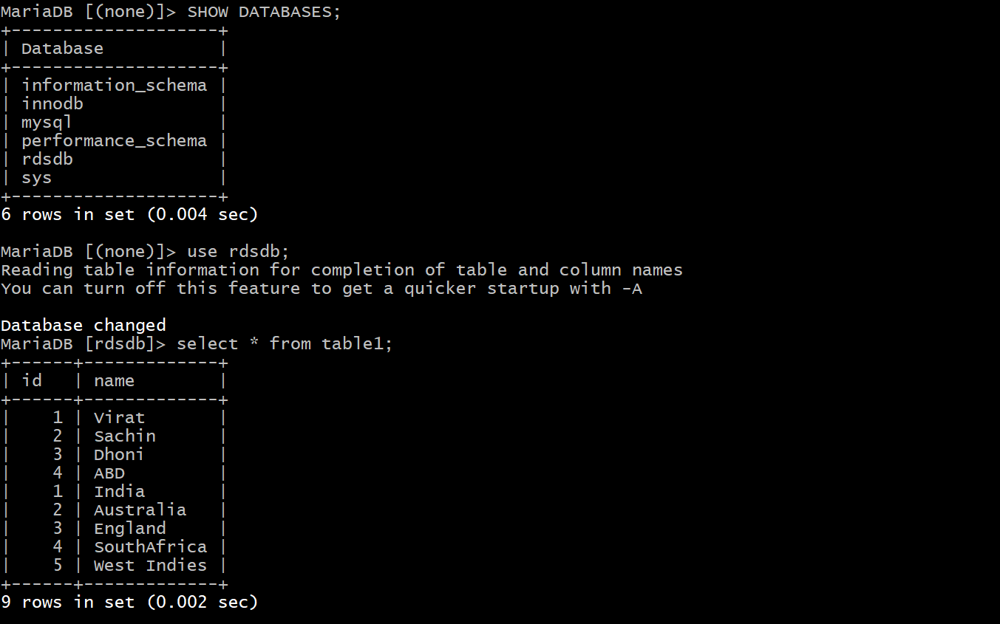 MariaDB [(none)]> SHOW DATABASES;
+--------------------+
| Database           |
+--------------------+
| information_schema |
| innodb             |
| mysql              |
| performance_schema |
| rdsdb              |
| sys                |
+--------------------+
6 rows in set (0.004 sec)

MariaDB [(none)]> use rdsdb;
Reading table information for completion of table and column names
You can turn off this feature to get a quicker startup with -A

Database changed
MariaDB [rdsdb]> select * from table1;
+------+-------------+
| id   | name        |
+------+-------------+
|    1 | Virat       |
|    2 | Sachin      |
|    3 | Dhoni       |
|    4 | ABD         |
|    1 | India       |
|    2 | Australia   |
|    3 | England     |
|    4 | SouthAfrica |
|    5 | West Indies |
+------+-------------+
9 rows in set (0.002 sec)